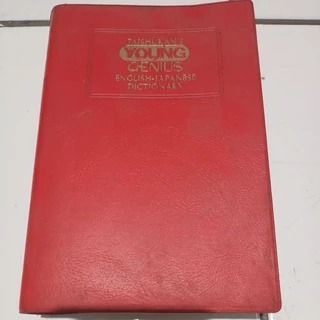 TAISHUKAN'S
YOUNG
GENIUS
ENGLISH-JAPANESE
DICTIONARY